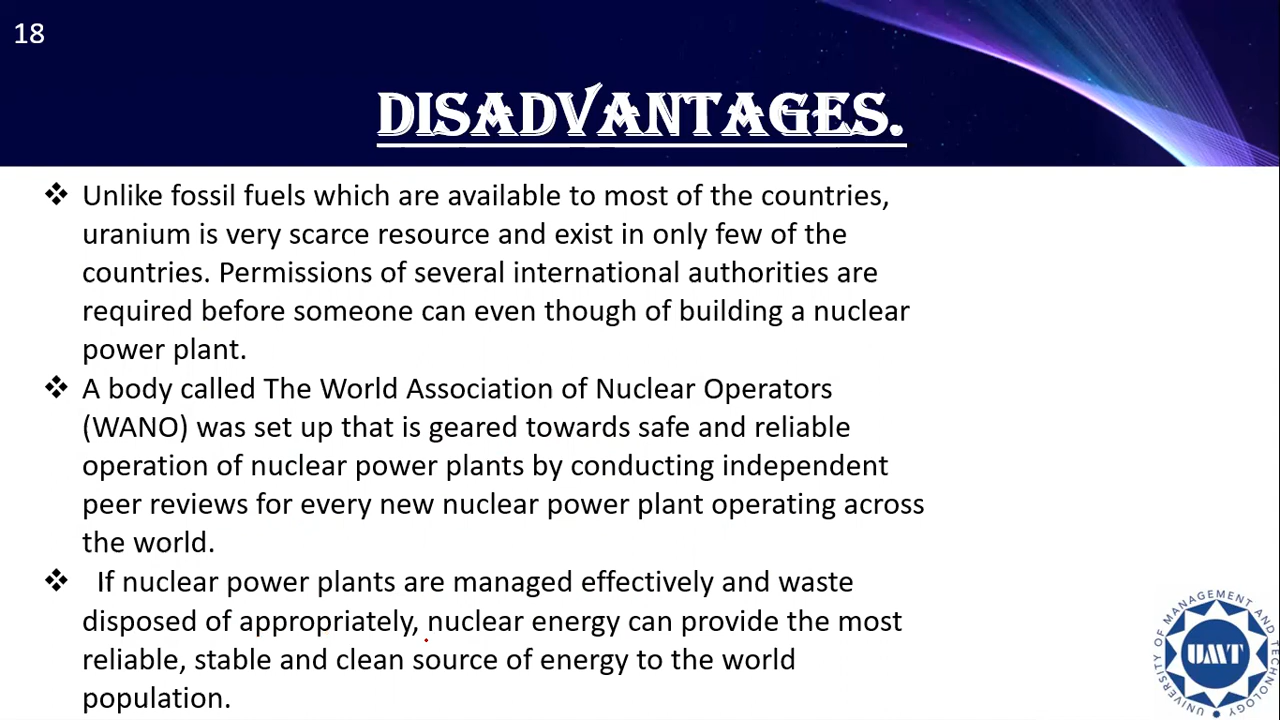 18
DISADVANTAGES.
❖ Unlike fossil fuels which are available to most of the countries,
uranium is very scarce resource and exist in only few of the
countries. Permissions of several international authorities are
required before someone can even though of building a nuclear
power plant.
❖ A body called The World Association of Nuclear Operators
(WANO) was set up that is geared towards safe and reliable
operation of nuclear power plants by conducting independent
peer reviews for every new nuclear power plant operating across
the world.
❖ If nuclear power plants are managed effectively and waste
disposed of appropriately, nuclear energy can provide the most
reliable, stable and clean source of energy to the world
population.
UNIVERSITY OF MANAGEMENT AND TECHNOLOGY
UMT